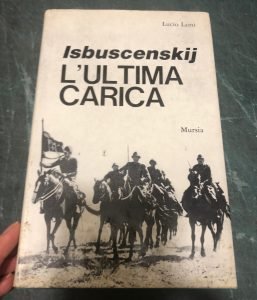 Lucio Lami
Isbuscenskij
L'ULTIMA
CARICA
Mursia